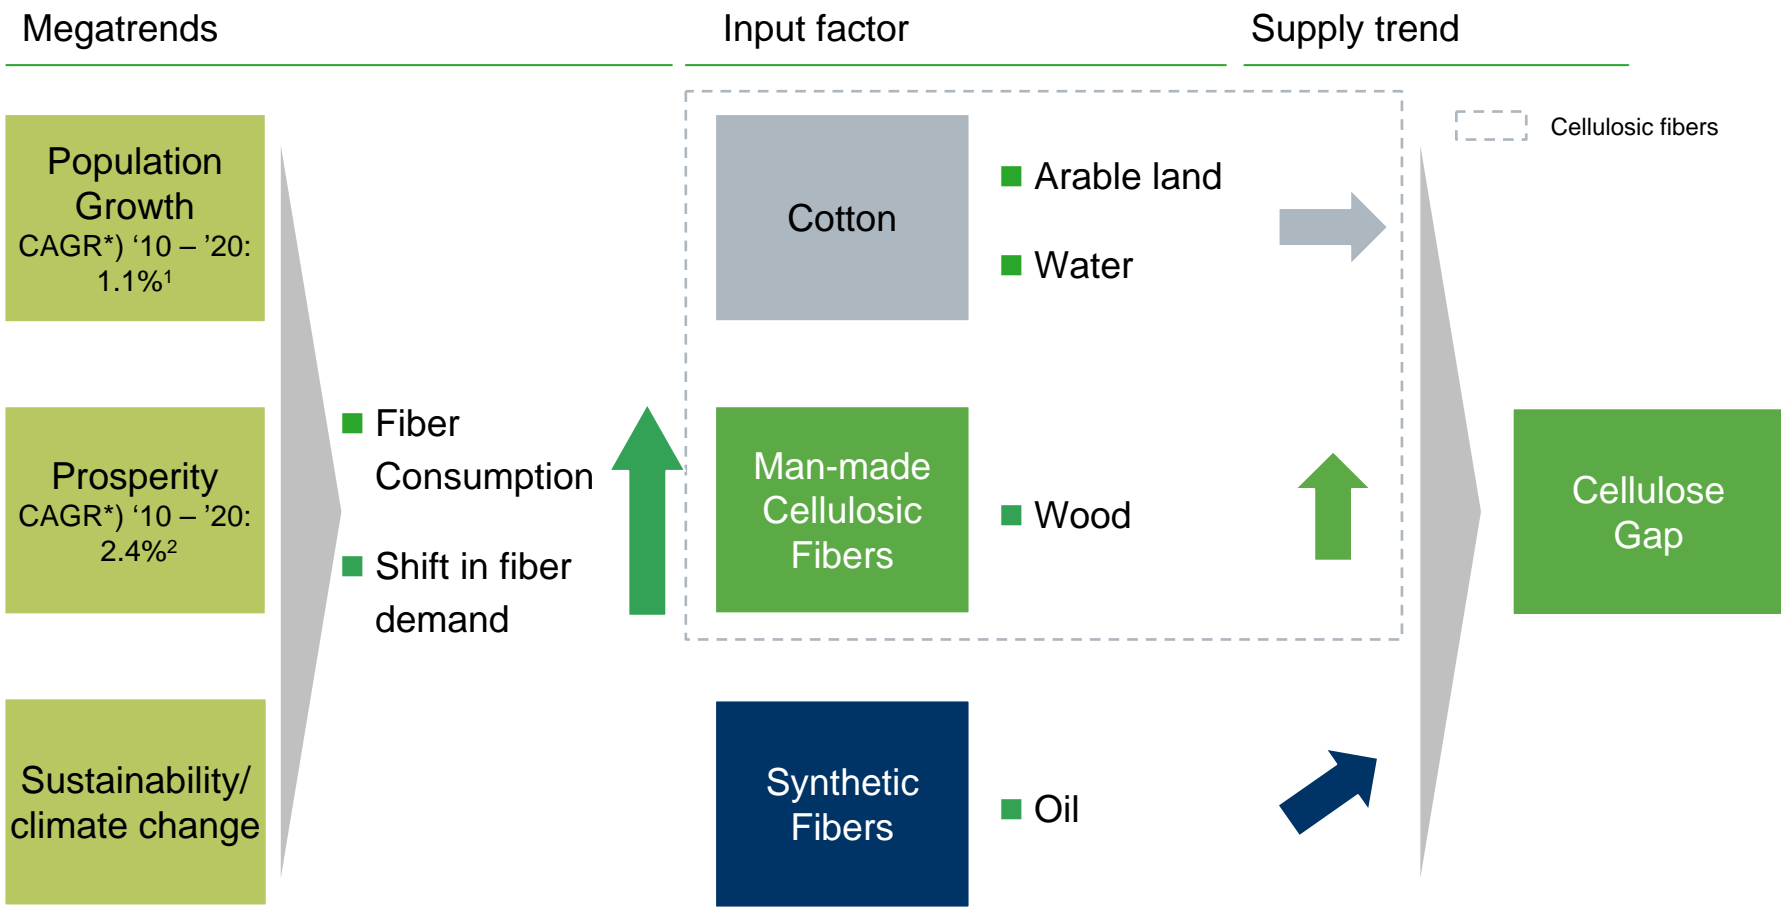 Megatrends
Input factor
Supply trend
Cellulosic fibers
Population
Growth
CAGR*) ‘10 – ’20:
1.1%¹
Prosperity
CAGR*) ‘10 – ’20:
2.4%²
Sustainability/
climate change
Fiber
Consumption
Shift in fiber
demand
Cotton
Arable land
Water
Man-made
Cellulosic
Fibers
Wood
Synthetic
Fibers
Oil
Cellulose
Gap